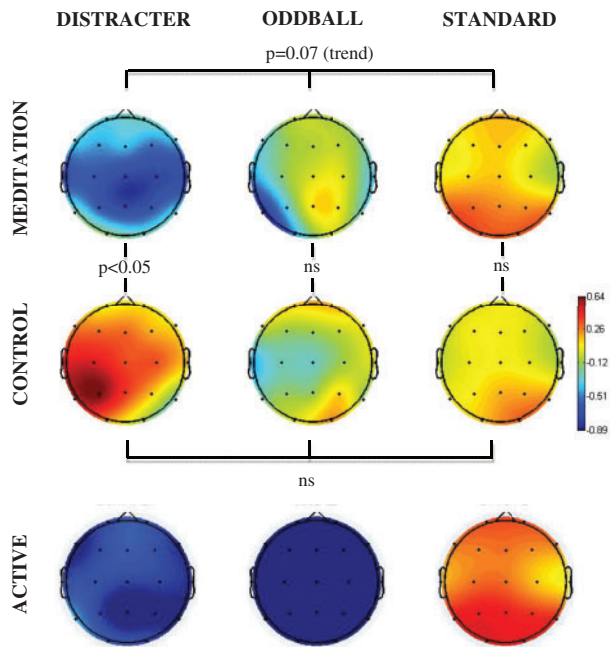 DISTRACTER ODDBALL STANDARD
p=0.07 (trend)
MEDITATION
p<0.05 ns ns
CONTROL
0.64
0.26
-0.12
-0.51
-0.89
ns
ACTIVE